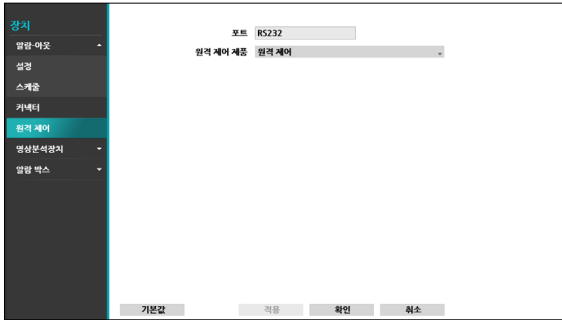 장치
알람-아웃
설정
스케줄
커넥터
원격 제어
영상분석장치
알람 박스
포트 RS232
원격 제어 제품 원격 제어
기본값 적용 확인 취소